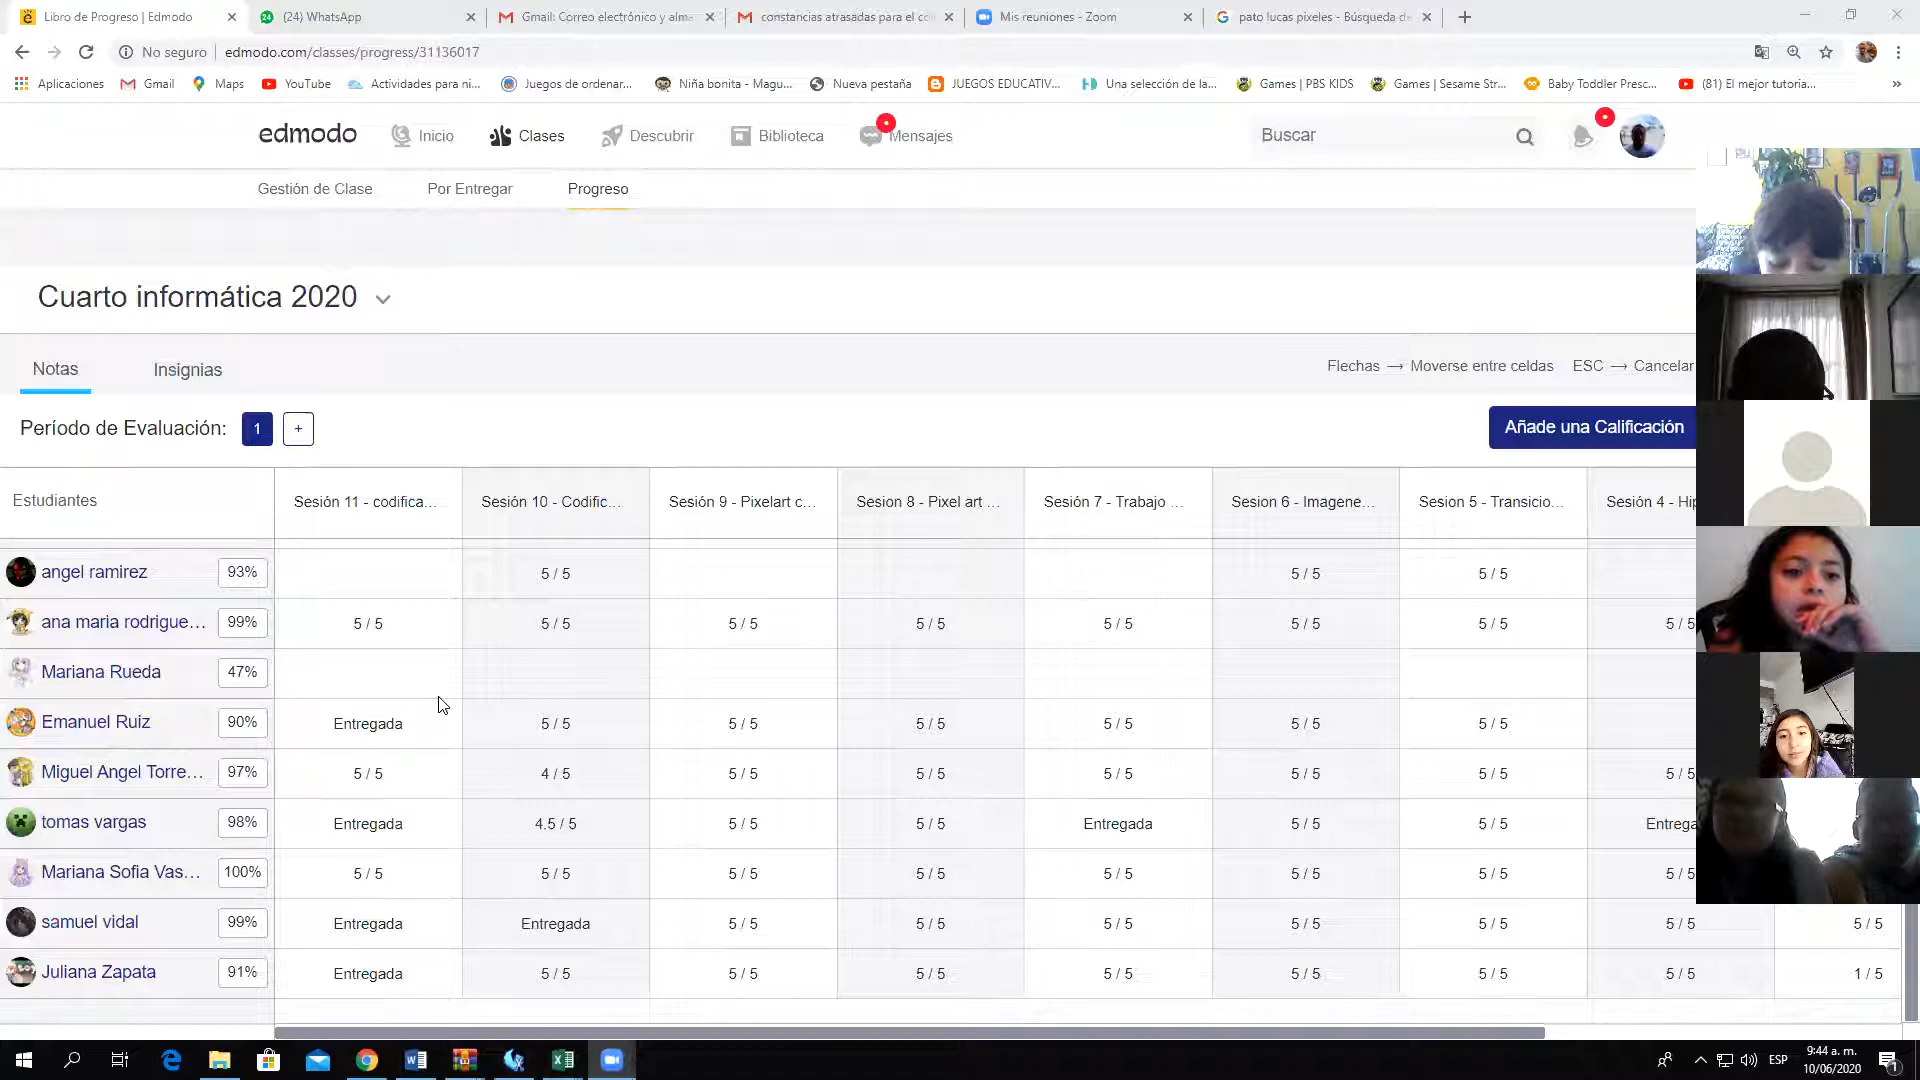 Libro de Progreso | Edmodo
(24) WhatsApp
Gmail: Correo electrónico y alma
constancias atrasadas para el co
Mis reuniones - Zoom
pato lucas pixeles - Búsqueda de
No seguro
edmodo.com/classes/progress/31136017
Aplicaciones
Gmail
Maps
YouTube
Actividades para ni...
Juegos de ordenar...
Niña bonita - Magu...
Nueva pestaña
JUEGOS EDUCATIV...
Una selección de la...
Games | PBS KIDS
Games | Sesame Str...
Baby Toddler Presc...
(81) El mejor tutoria...
edmodo
Inicio
Clases
Descubrir
Biblioteca
Mensajes
Buscar
Gestión de Clase
Por Entregar
Progreso
Cuarto informática 2020
Notas
Insignias
Flechas → Moverse entre celdas ESC → Cancelar
Período de Evaluación: 1 +
Añade una Calificación
Estudiantes
Sesión 11 - codifica...
Sesión 10 - Codific...
Sesión 9 - Pixelart c...
Sesion 8 - Pixel art ...
Sesión 7 - Trabajo ...
Sesion 6 - Imagene...
Sesion 5 - Transicio...
Sesión 4 - Hip
angel ramirez 93% 5 / 5 5 / 5 5 / 5
ana maria rodrigue... 99% 5 / 5 5 / 5 5 / 5 5 / 5 5 / 5 5 / 5 5 / 5 5 / 5
Mariana Rueda 47%
Emanuel Ruiz 90% Entregada 5 / 5 5 / 5 5 / 5 5 / 5 5 / 5 5 / 5
Miguel Angel Torre... 97% 5 / 5 4 / 5 5 / 5 5 / 5 5 / 5 5 / 5 5 / 5 5 / 5
tomas vargas 98% Entregada 4.5 / 5 5 / 5 5 / 5 Entregada 5 / 5 5 / 5 Entrega
Mariana Sofia Vas... 100% 5 / 5 5 / 5 5 / 5 5 / 5 5 / 5 5 / 5 5 / 5 5 / 5
samuel vidal 99% Entregada Entregada 5 / 5 5 / 5 5 / 5 5 / 5 5 / 5 5 / 5 5 / 5
Juliana Zapata 91% Entregada 5 / 5 5 / 5 5 / 5 5 / 5 5 / 5 5 / 5 5 / 5 1 / 5
ESP
9:44 a. m.
10/06/2020
1